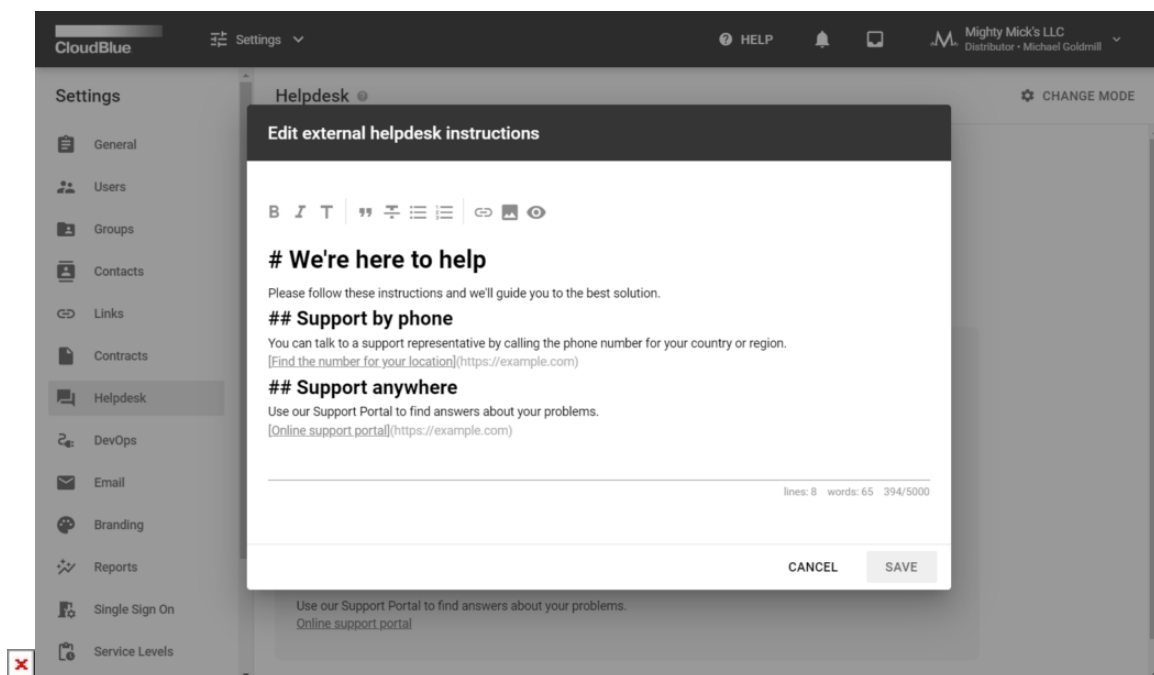 CloudBlue
Settings
HELP
Mighty Mick's LLC
Distributor • Michael Goldmill
Settings
General
Users
Groups
Contacts
Links
Contracts
Helpdesk
DevOps
Email
Branding
Reports
Single Sign On
Service Levels
Helpdesk
CHANGE MODE
Edit external helpdesk instructions
# We're here to help
Please follow these instructions and we'll guide you to the best solution.
## Support by phone
You can talk to a support representative by calling the phone number for your country or region.
[Find the number for your location](https://example.com)
## Support anywhere
Use our Support Portal to find answers about your problems.
[Online support portal](https://example.com)
lines: 8 words: 65 394/5000
CANCEL SAVE
Use our Support Portal to find answers about your problems.
Online support portal